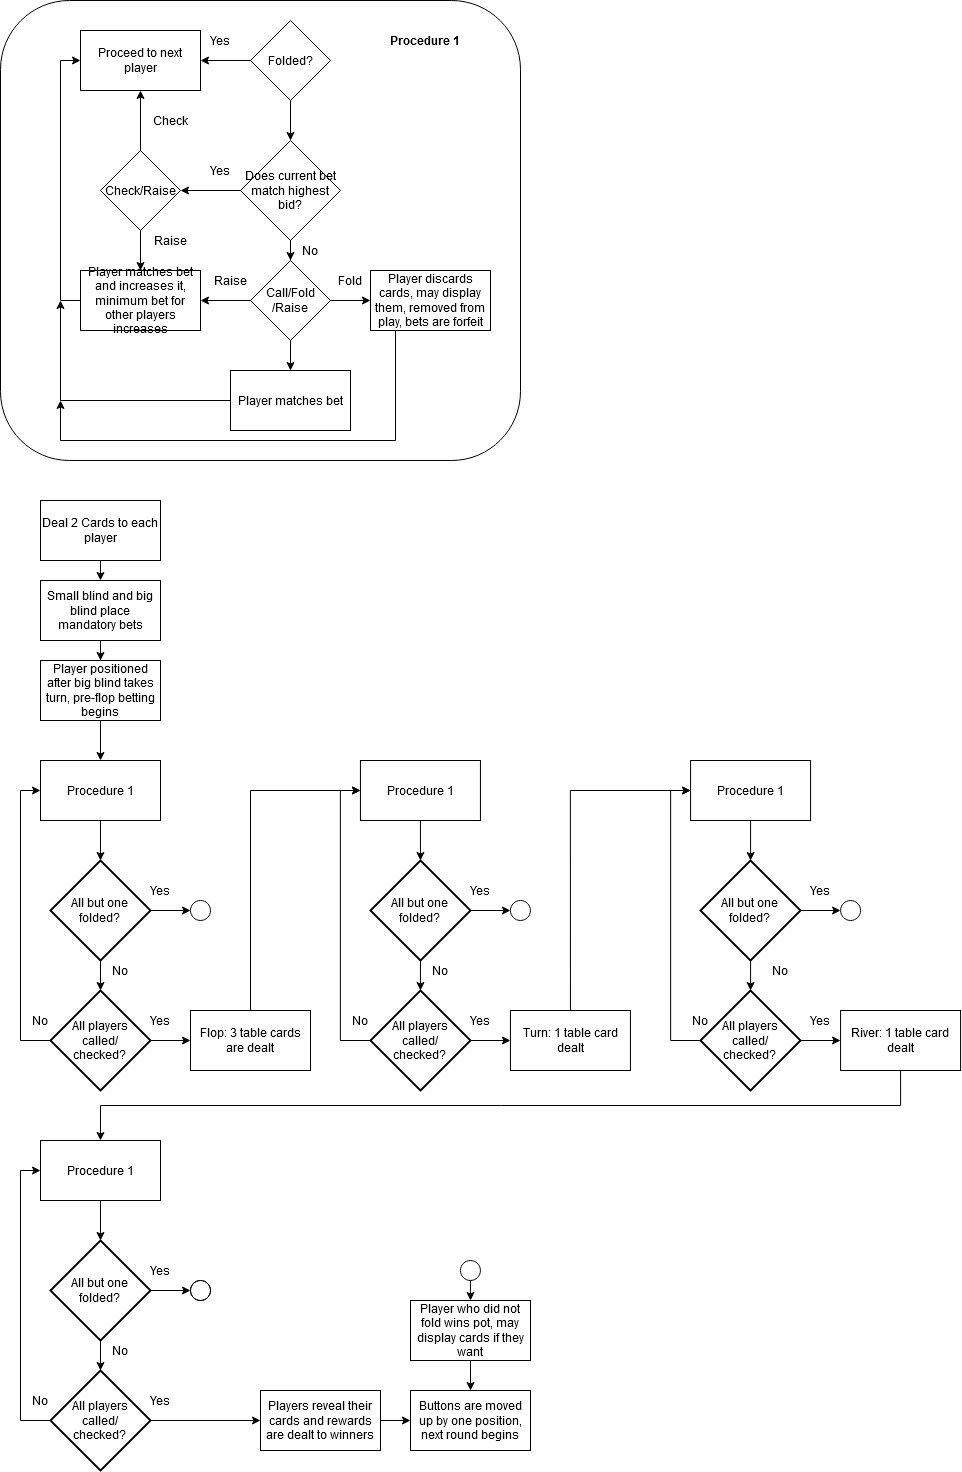 Procedure 1
Yes
Folded?
Proceed to next
player
Check
Yes
Does current bet
match highest
bid?
Check/Raise
Raise
No
Player matches bet
and increases it,
minimum bet for
other players
increases
Raise
Call/Fold
/Raise
Fold
Player discards
cards, may display
them, removed from
play, bets are forfeit
Player matches bet
Deal 2 Cards to each
player
Small blind and big
blind place
mandatory bets
Player positioned
after big blind takes
turn, pre-flop betting
begins
Procedure 1
All but one
folded?
Yes
No
No
All players
called/
checked?
Yes
Flop: 3 table cards
are dealt
Procedure 1
All but one
folded?
Yes
No
No
All players
called/
checked?
Yes
Turn: 1 table card
dealt
Procedure 1
All but one
folded?
Yes
No
No
All players
called/
checked?
Yes
River: 1 table card
dealt
Procedure 1
All but one
folded?
Yes
No
No
All players
called/
checked?
Yes
Players reveal their
cards and rewards
are dealt to winners
Player who did not
fold wins pot, may
display cards if they
want
Buttons are moved
up by one position,
next round begins